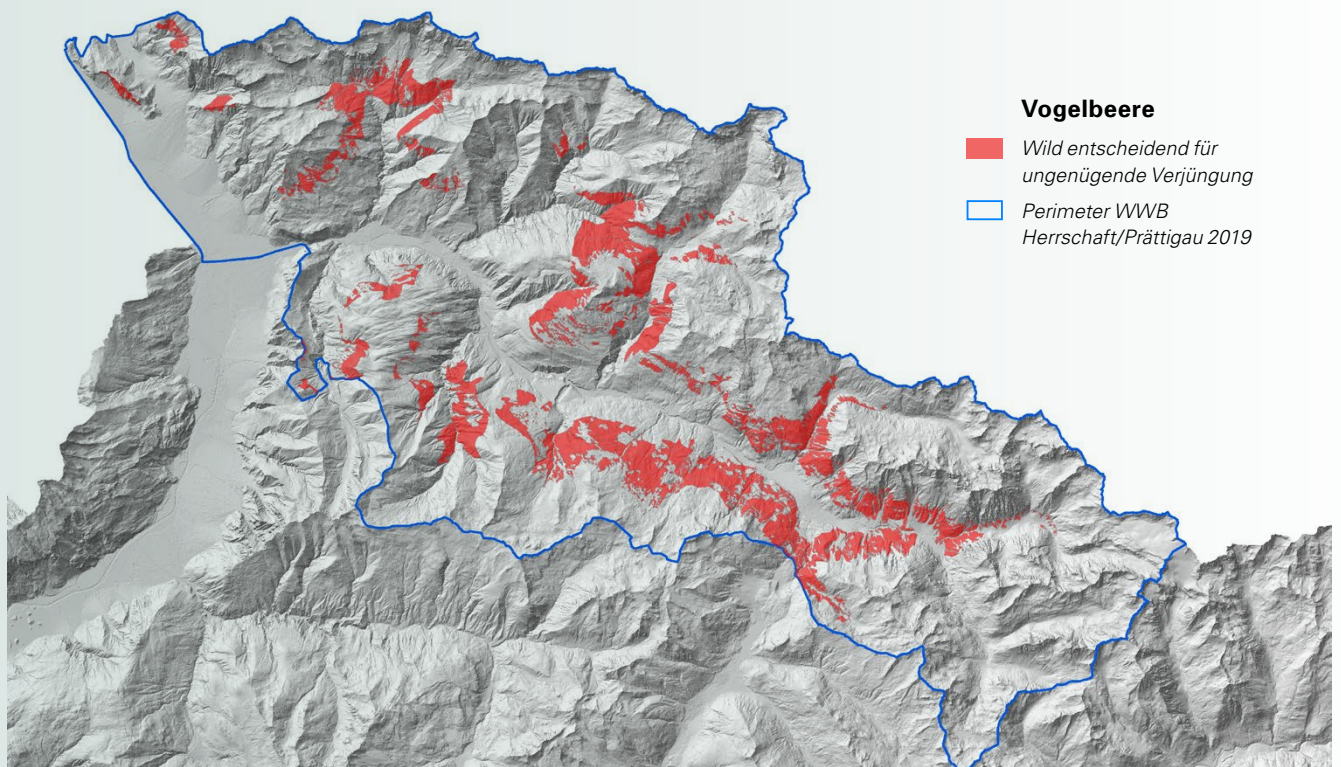 Vogelbeere
Wild entscheidend für
ungenügende Verjüngung
Perimeter WWB
Herrschaft/Prättigau 2019